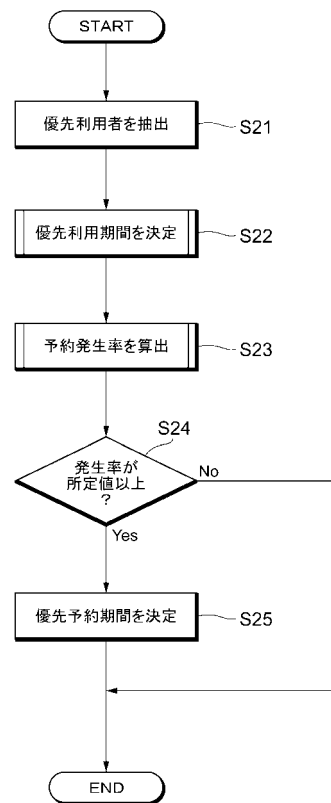 START
優先利用者を抽出
S21
優先利用期間を決定
S22
予約発生率を算出
S23
S24
発生率が
所定値以上
?
No
Yes
優先予約期間を決定
S25
END